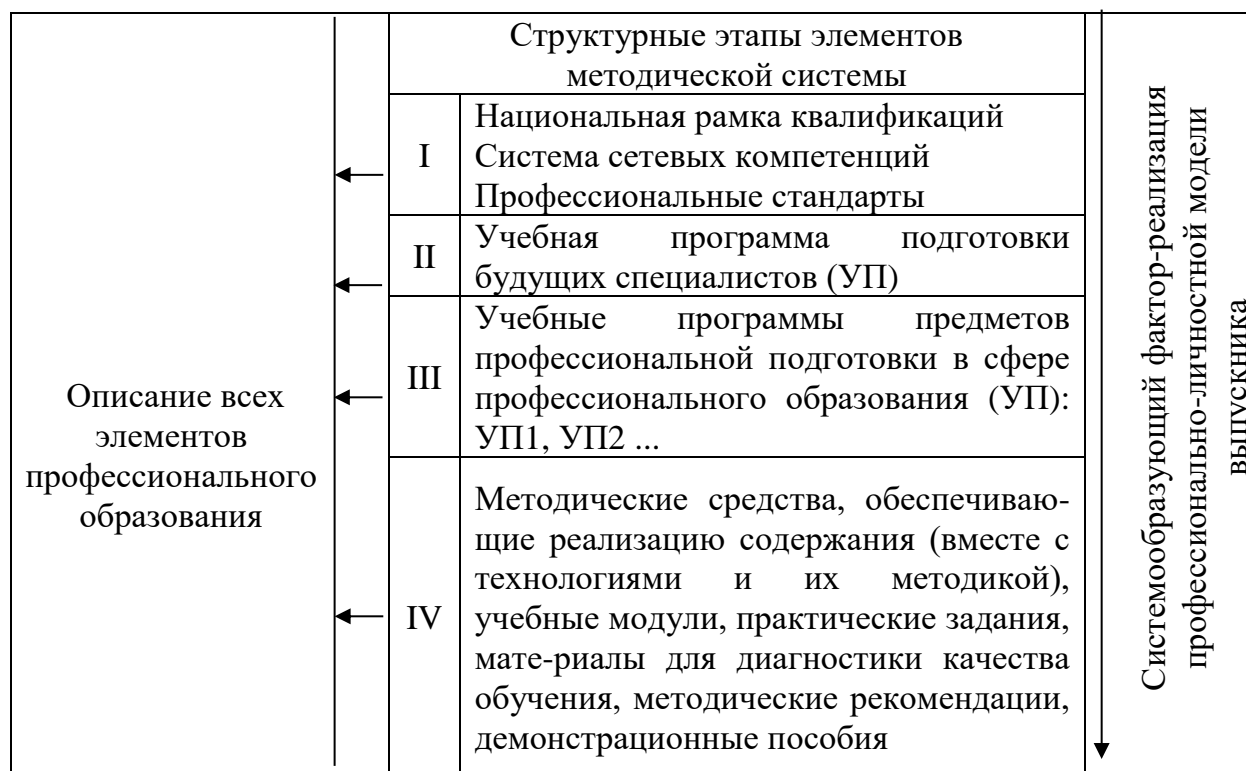 Структурные этапы элементов
методической системы
Описание всех
элементов
профессионального
образования
I
Национальная рамка квалификаций
Система сетевых компетенций
Профессиональные стандарты
II
Учебная программа подготовки
будущих специалистов (УП)
III
Учебные программы предметов
профессиональной подготовки в сфере
профессионального образования (УП):
УП1, УП2 ...
IV
Методические средства, обеспечиваю-
щие реализацию содержания (вместе с
технологиями и их методикой),
учебные модули, практические задания,
мате-риалы для диагностики качества
обучения, методические рекомендации,
демонстрационные пособия
Системообразующий фактор-реализация
профессионально-личностной модели
выпускника